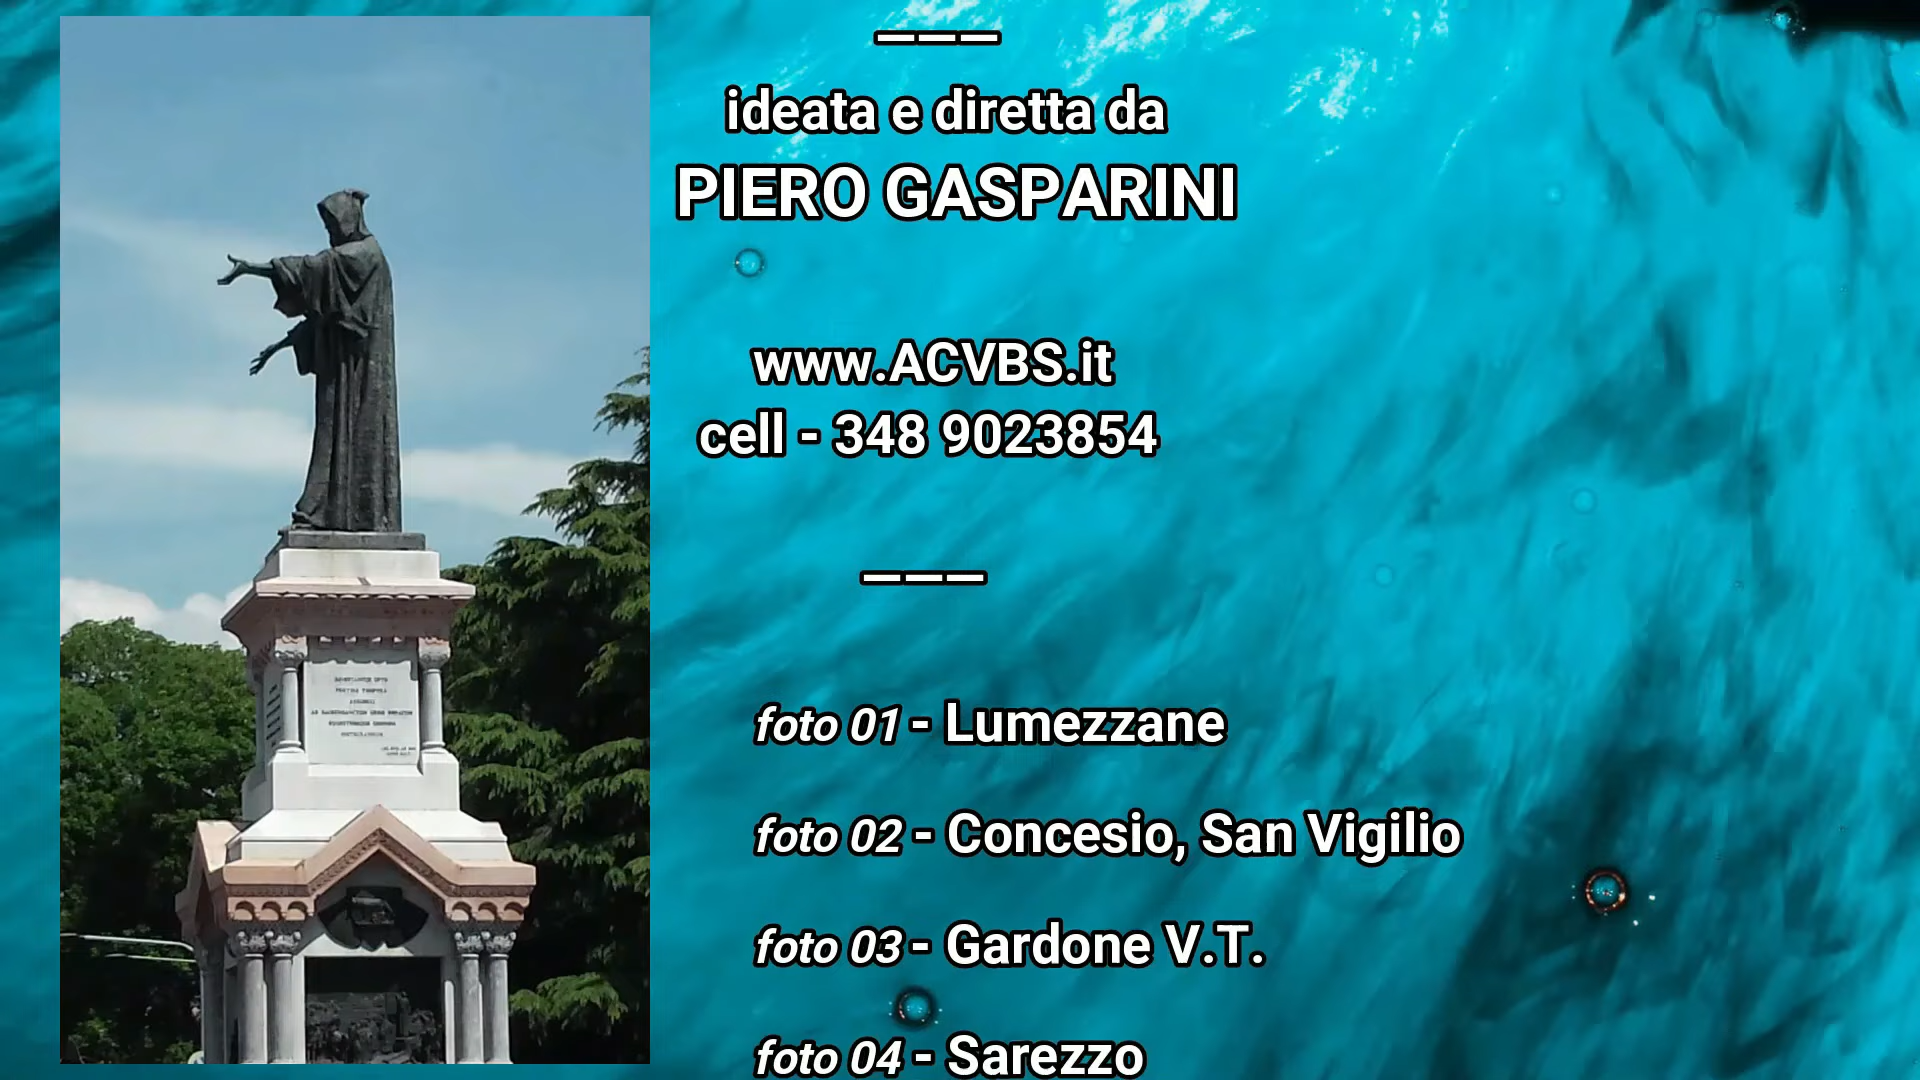 ———
ideata e diretta da
PIERO GASPARINI
www.ACVBS.it
cell - 348 9023854
———
foto 01 - Lumezzane
foto 02 - Concesio, San Vigilio
foto 03 - Gardone V.T.
foto 04 - Sarezzo